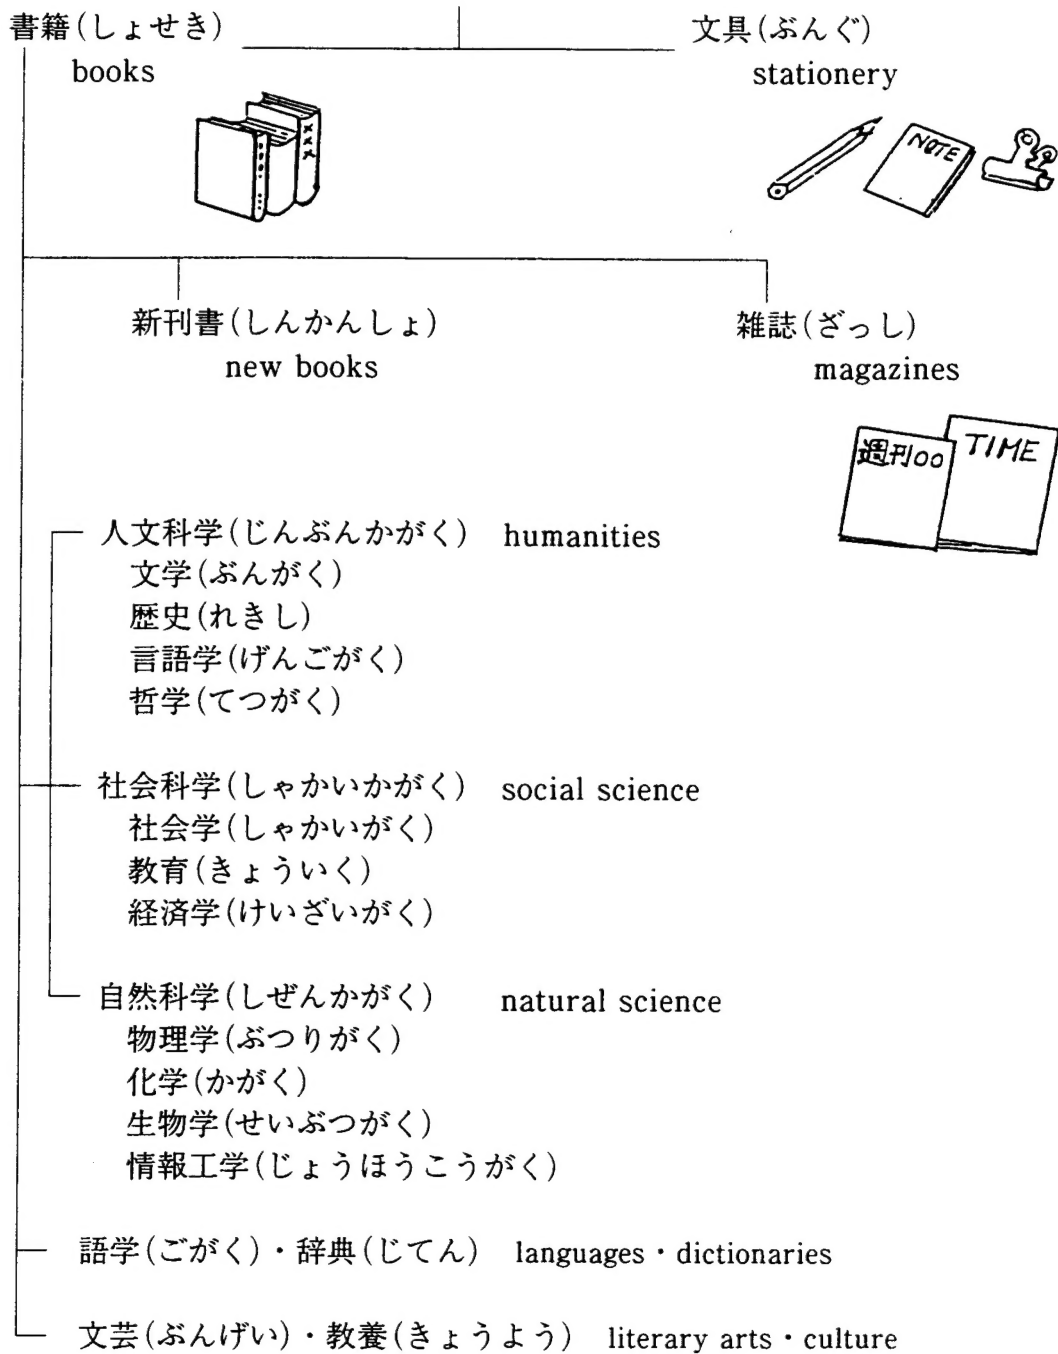 書籍(しょせき) 文具(ぶんぐ)
books stationery
NOTE
新刊書(しんかんしょ) 雑誌(ざっし)
new books magazines
週刊○○ TIME
人文科学(じんぶんかがく) humanities
文学(ぶんがく)
歴史(れきし)
言語学(げんごがく)
哲学(てつがく)
社会科学(しゃかいかがく) social science
社会学(しゃかいがく)
教育(きょういく)
経済学(けいざいがく)
自然科学(しぜんかがく) natural science
物理学(ぶつりがく)
化学(かがく)
生物学(せいぶつがく)
情報工学(じょうほうこうがく)
語学(ごがく)・辞典(じてん) languages・dictionaries
文芸(ぶんげい)・教養(きょうよう) literary arts・culture